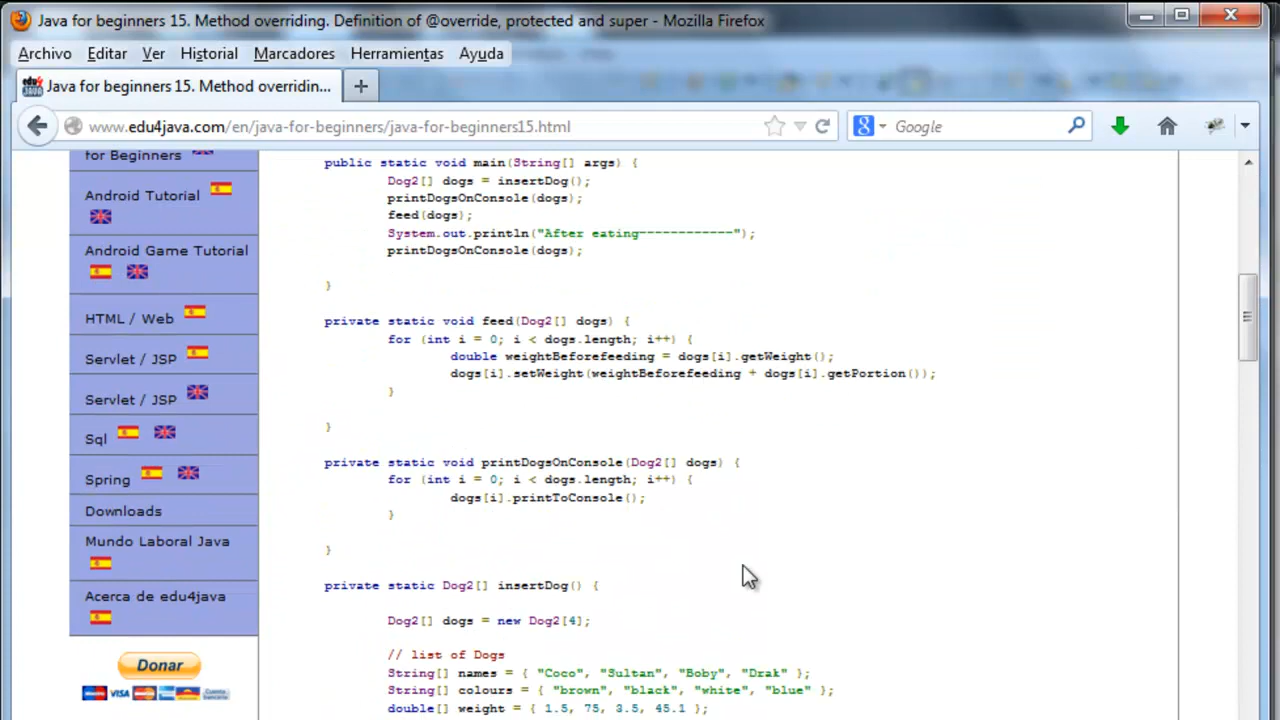 Java for beginners 15. Method overriding. Definition of @override, protected and super - Mozilla Firefox
Archivo Editar Ver Historial Marcadores Herramientas Ayuda
Java for beginners 15. Method overridin...
www.edu4java.com/en/java-for-beginners/java-for-beginners15.html
Google
for Beginners
Android Tutorial
Android Game Tutorial
HTML / Web
Servlet / JSP
Servlet / JSP
Sql
Spring
Downloads
Mundo Laboral Java
Acerca de edu4java
Donar
VISA
public static void main(String[] args) {
Dog2[] dogs = insertDog();
printDogsOnConsole(dogs);
feed(dogs);
System.out.println("After eating------------");
printDogsOnConsole(dogs);
}
private static void feed(Dog2[] dogs) {
for (int i = 0; i < dogs.length; i++) {
double weightBeforefeeding = dogs[i].getWeight();
dogs[i].setWeight(weightBeforefeeding + dogs[i].getPortion());
}
}
private static void printDogsOnConsole(Dog2[] dogs) {
for (int i = 0; i < dogs.length; i++) {
dogs[i].printToConsole();
}
}
private static Dog2[] insertDog() {
Dog2[] dogs = new Dog2[4];
// list of Dogs
String[] names = { "Coco", "Sultan", "Boby", "Drak" };
String[] colours = { "brown", "black", "white", "blue" };
double[] weight = { 1.5, 75, 3.5, 45.1 };